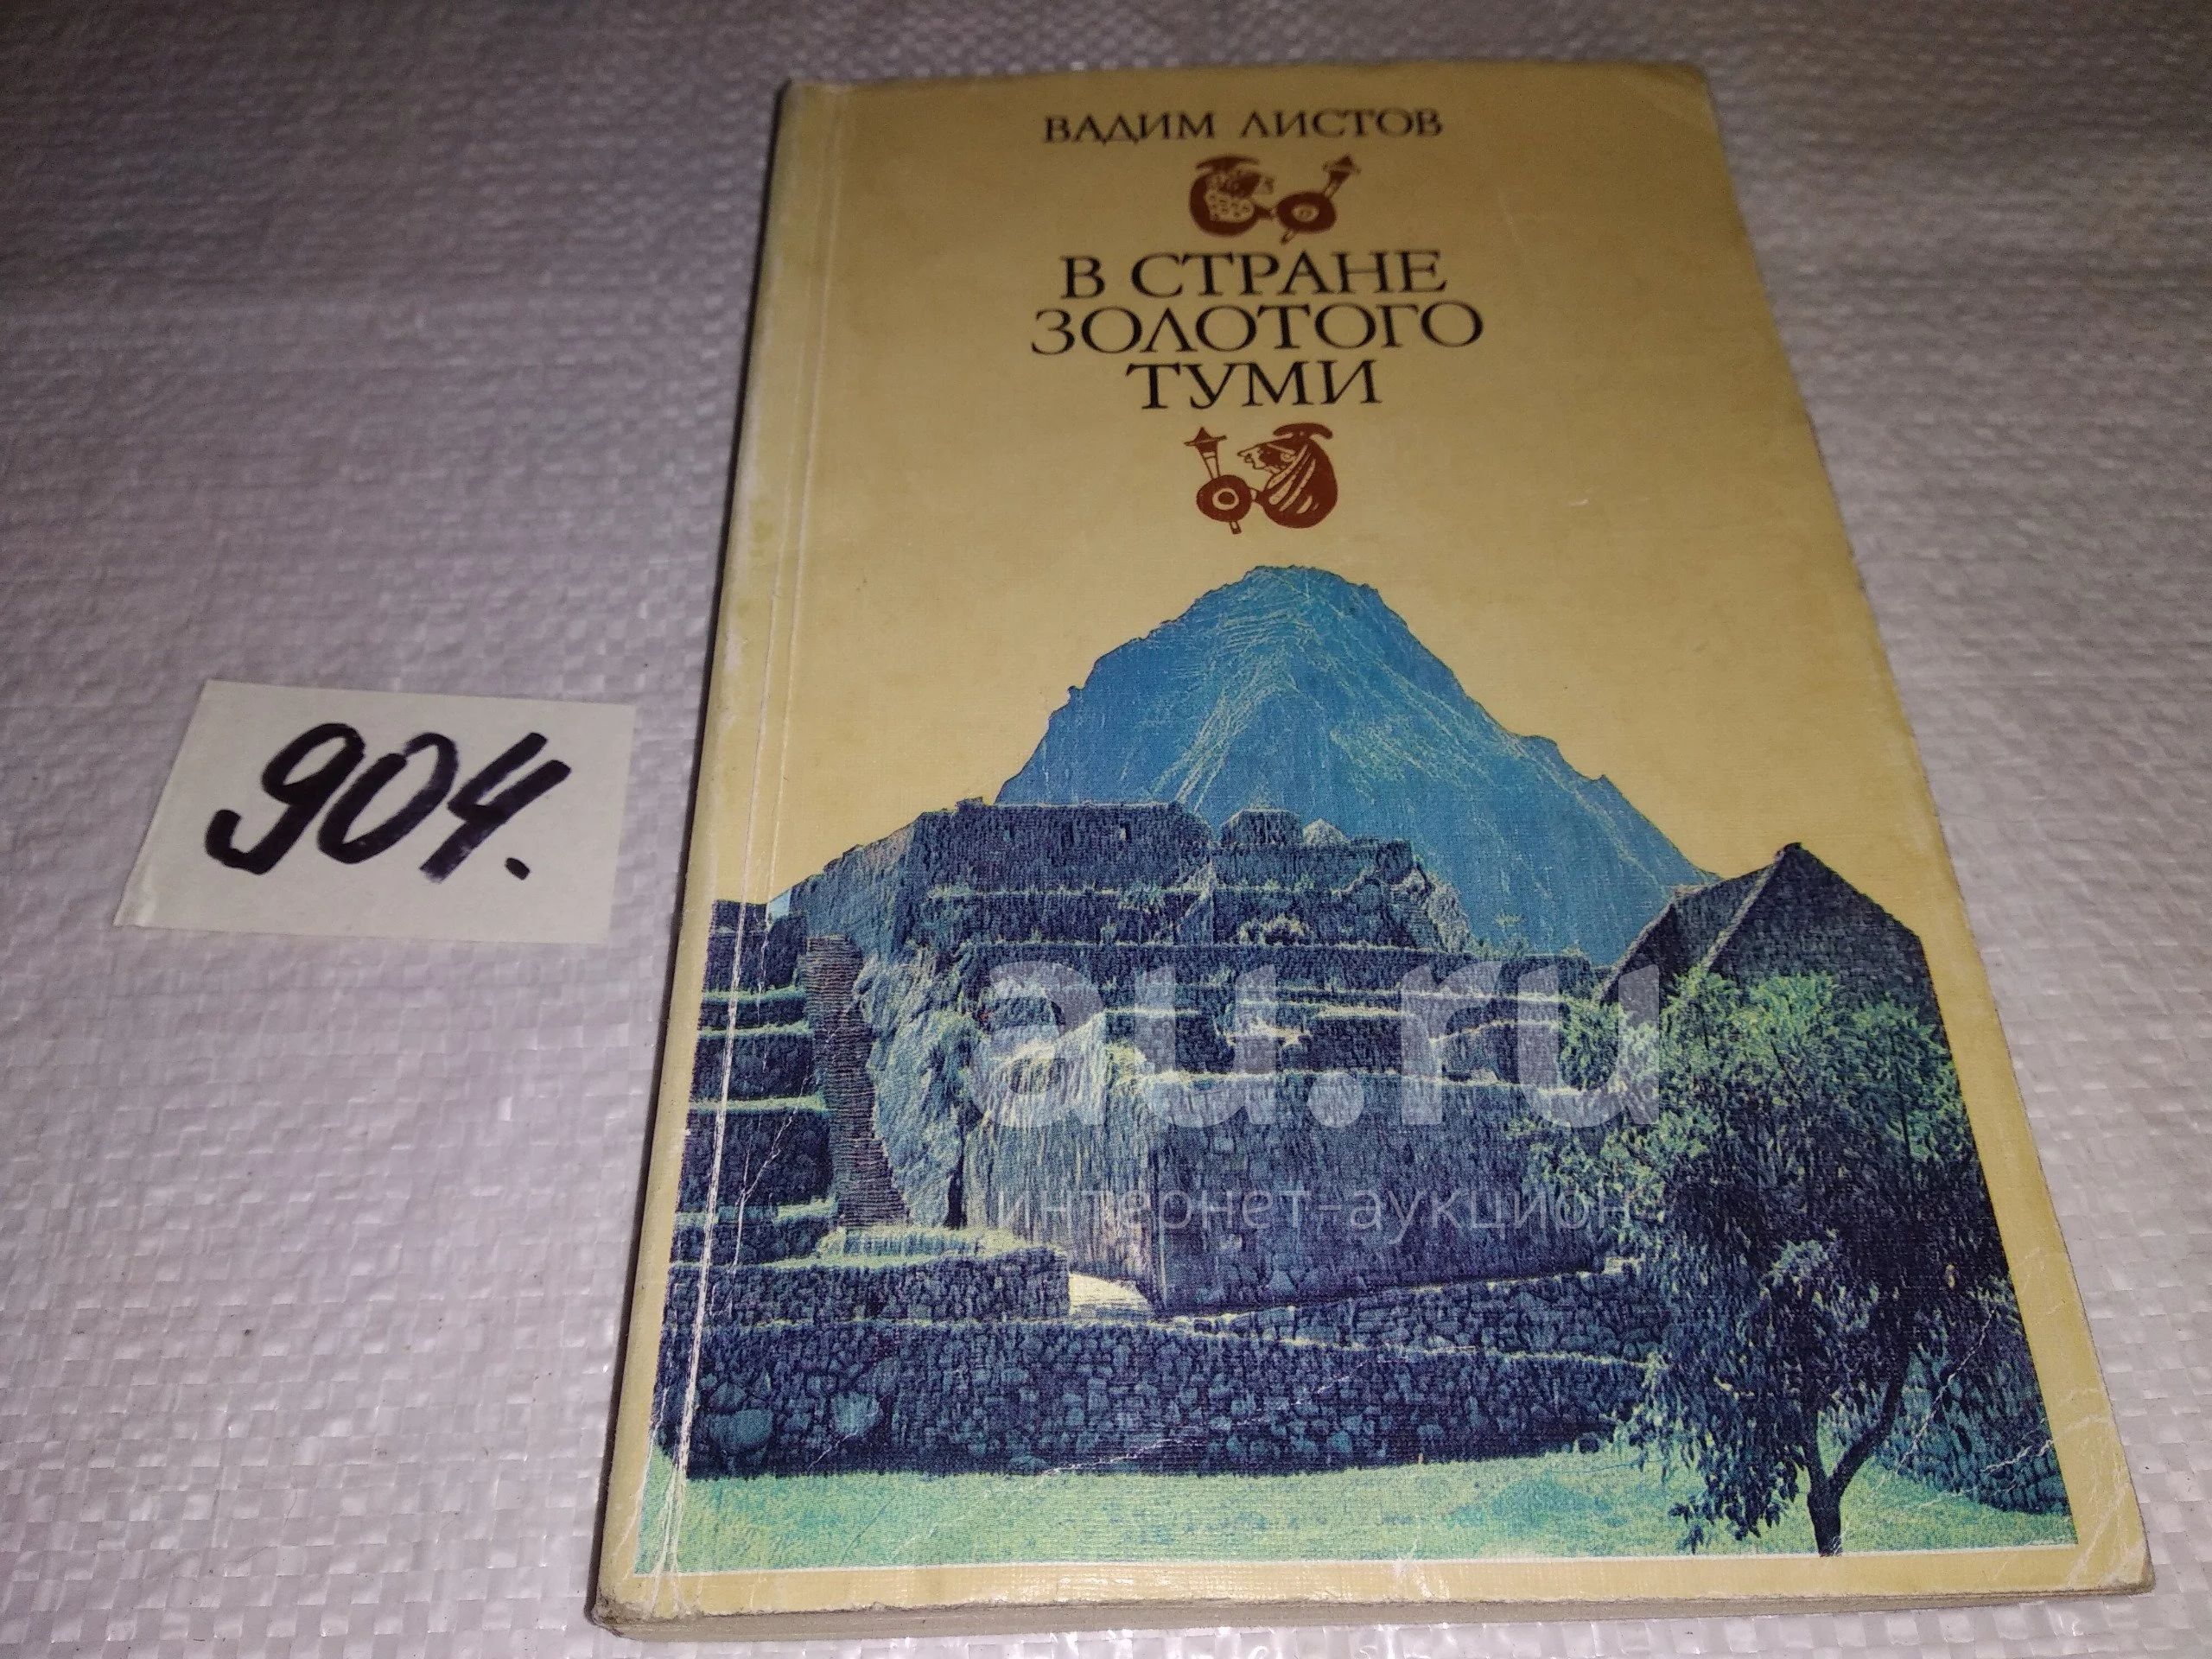 ВАДИМ ЛИСТОВ
В СТРАНЕ
ЗОЛОТОГО
ТУМИ
904.
au.ru
интернет-аукцион